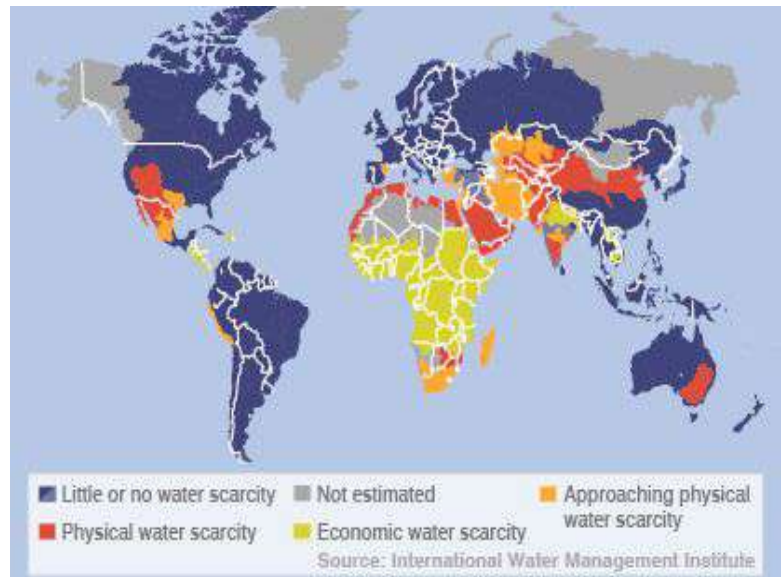 Little or no water scarcity
Not estimated
Approaching physical
water scarcity
Physical water scarcity
Economic water scarcity
Source: International Water Management Institute